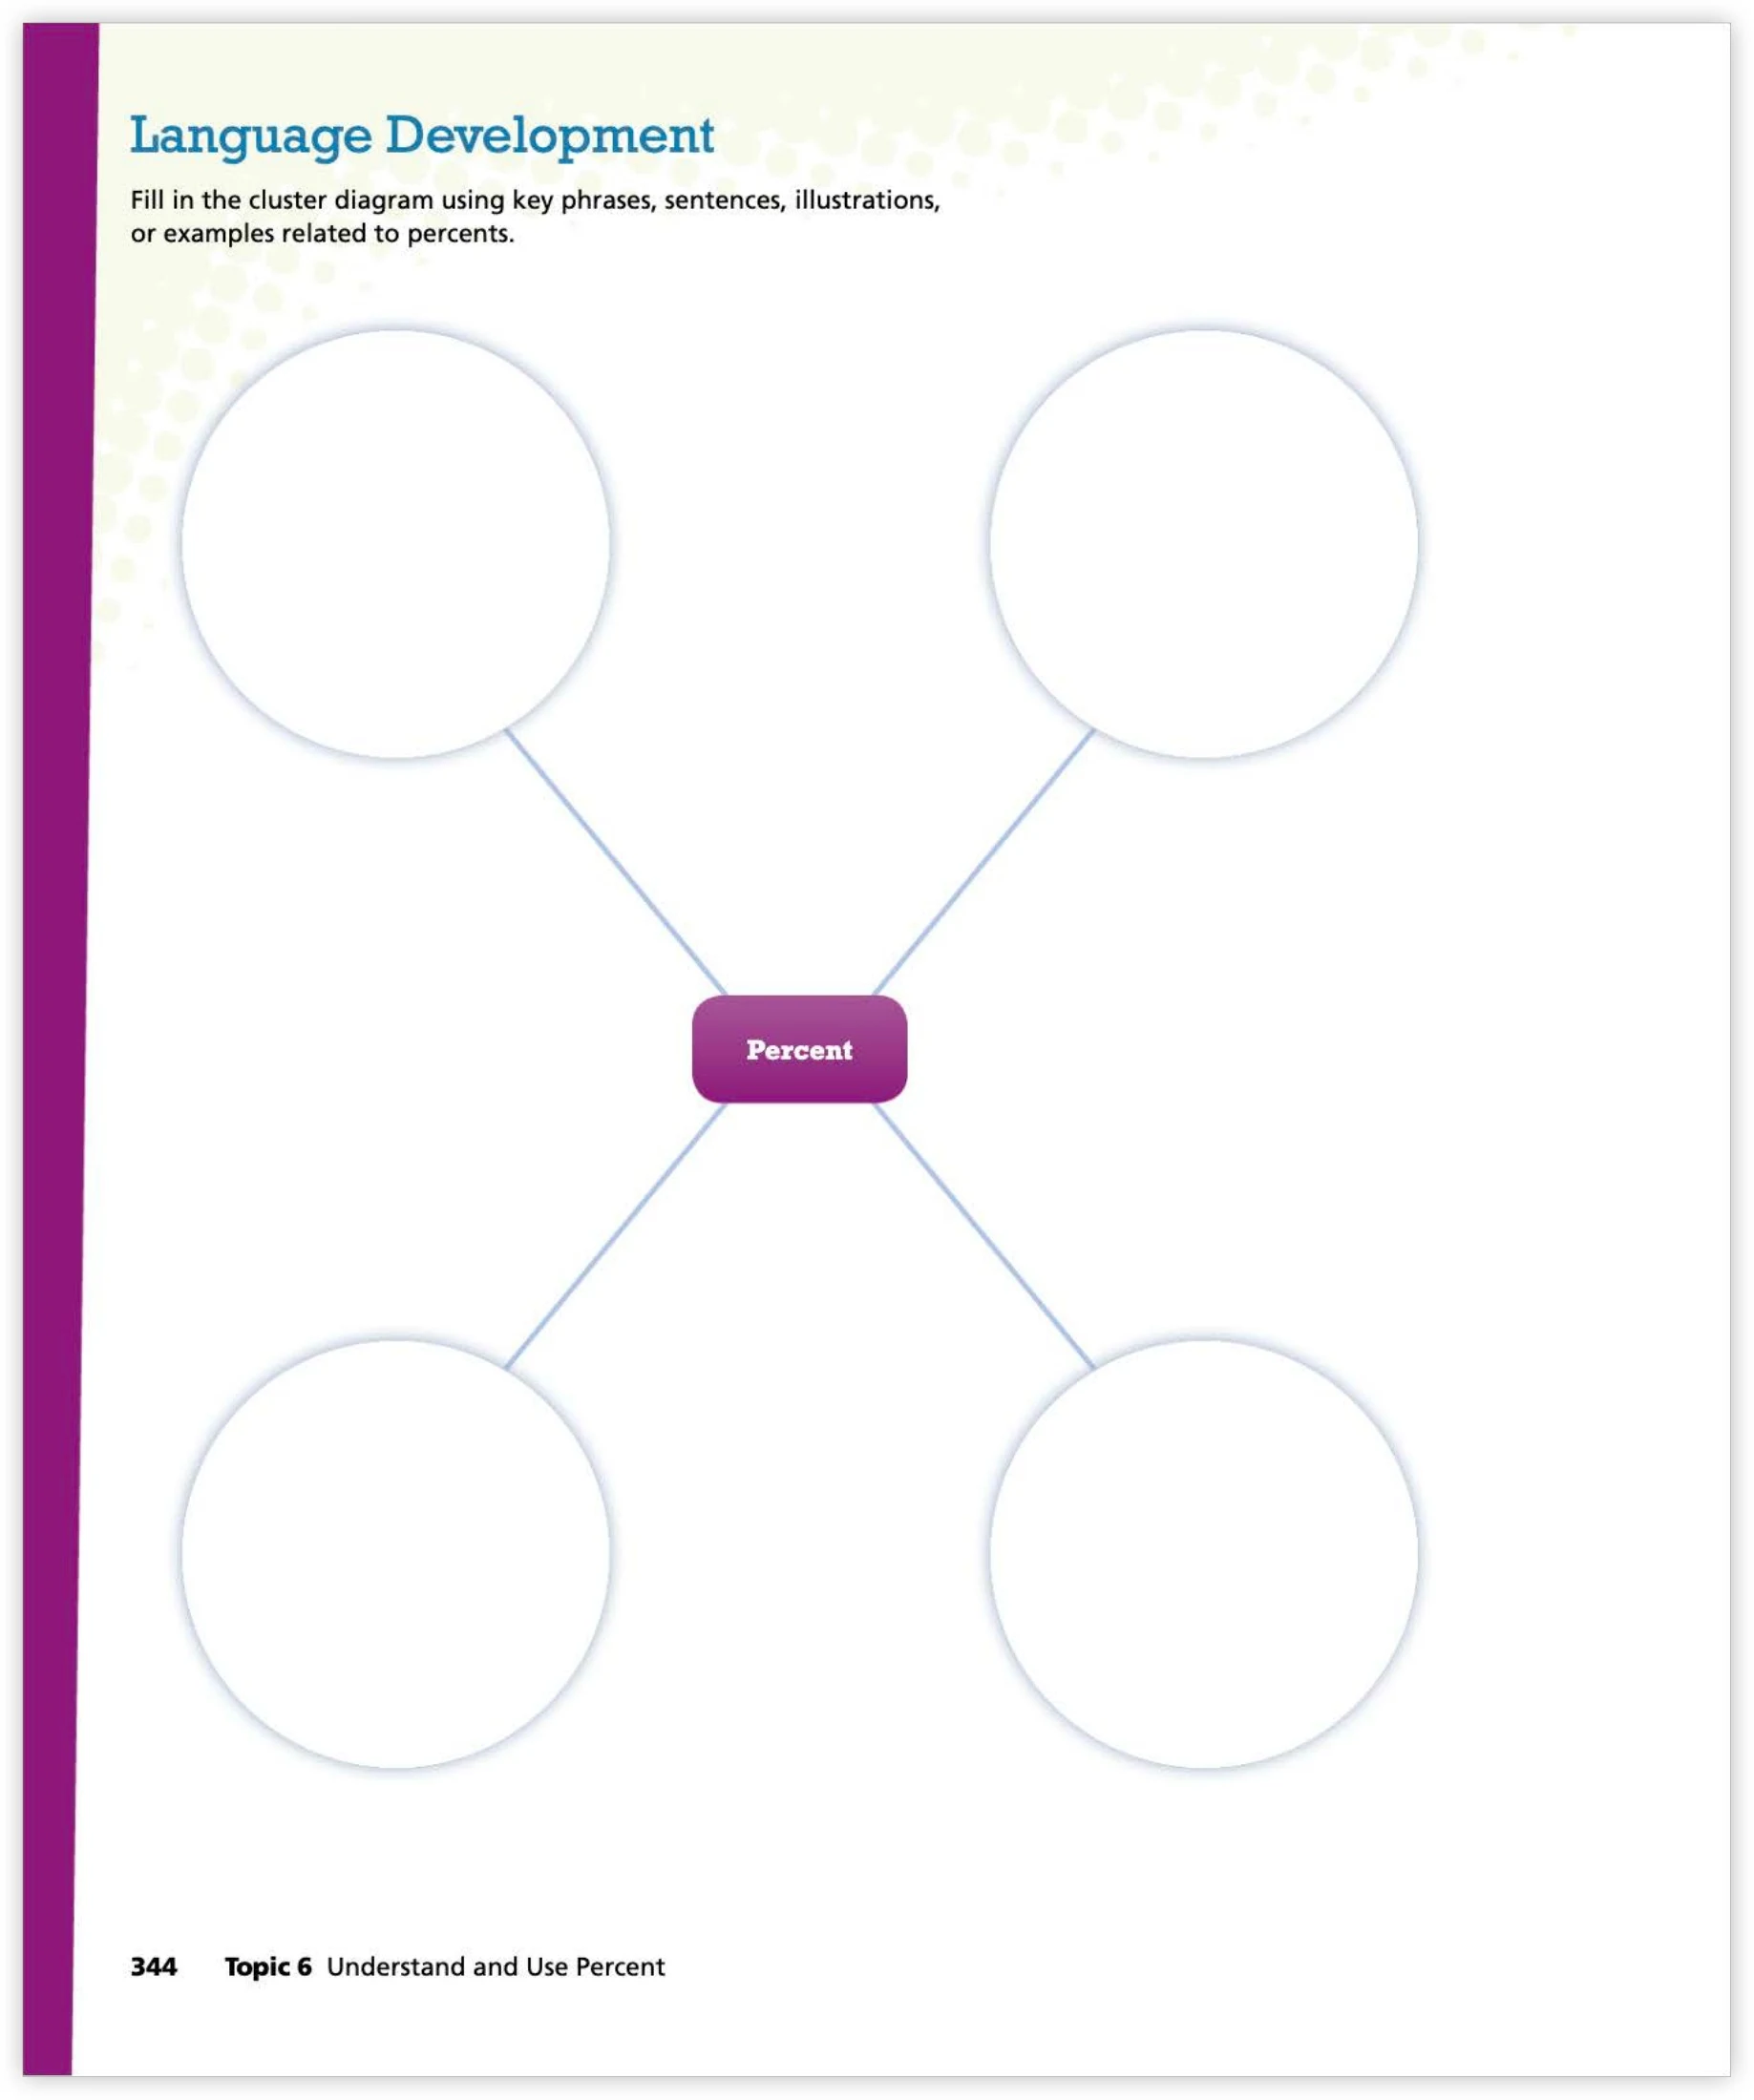 Language Development
Fill in the cluster diagram using key phrases, sentences, illustrations,
or examples related to percents.
Percent
344 Topic 6 Understand and Use Percent